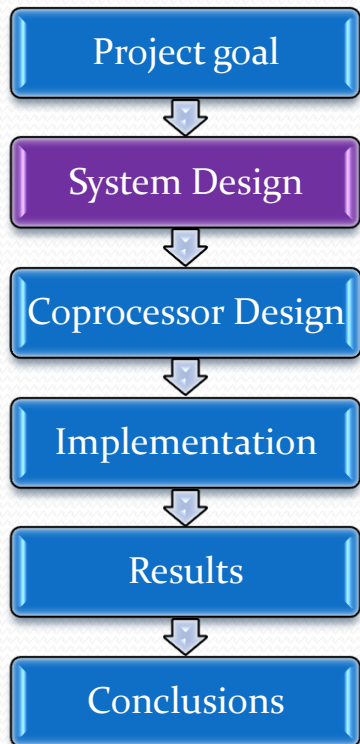 Project goal
System Design
Coprocessor Design
Implementation
Results
Conclusions